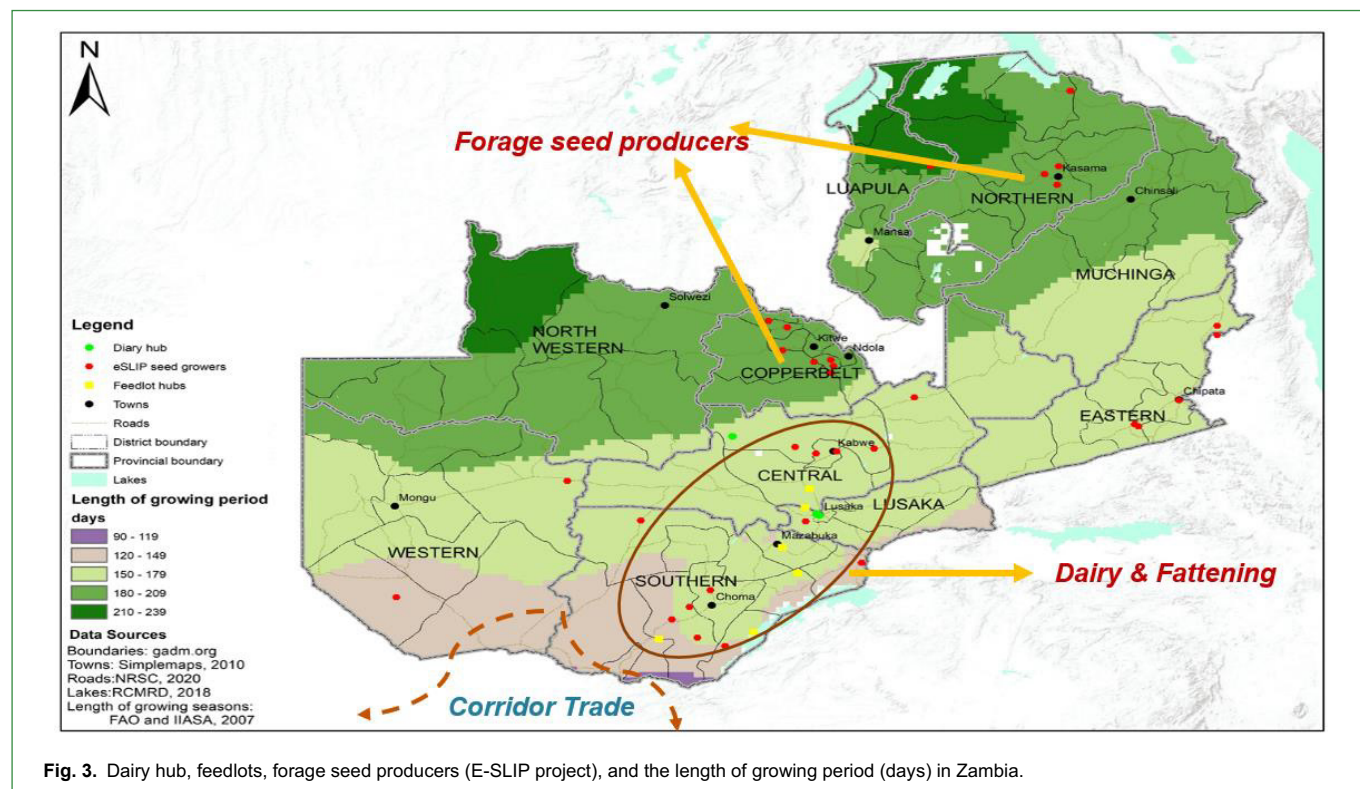 N
Forage seed producers
LUAPULA
Kasama
NORTHERN
Chinsali
Mansa
MUCHINGA
Solwezi
NORTH
WESTERN
Kitwe
Ndola
COPPERBELT
Chipata
EASTERN
Kabwe
CENTRAL
LUSAKA
Lusaka
Mongu
WESTERN
Mazabuka
SOUTHERN
Choma
Dairy & Fattening
Corridor Trade
Legend
Diary hub
eSLIP seed growers
Feedlot hubs
Towns
Roads
District boundary
Provincial boundary
Lakes
Length of growing period
days
90 - 119
120 - 149
150 - 179
180 - 209
210 - 239
Data Sources
Boundaries: gadm.org
Towns: Simplemaps, 2010
Roads:NRSC, 2020
Lakes:RCMRD, 2018
Length of growing seasons:
FAO and IIASA, 2007
Fig. 3. Dairy hub, feedlots, forage seed producers (E-SLIP project), and the length of growing period (days) in Zambia.